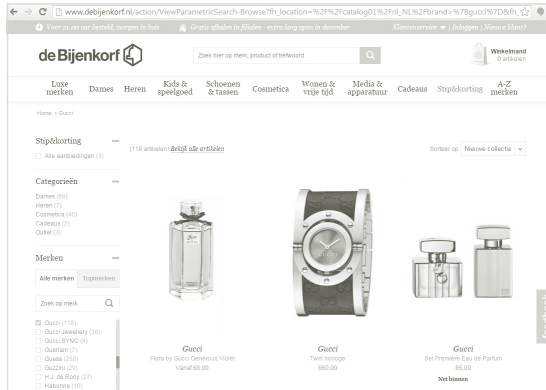 www.debijenkorf.nl/action/ViewParametricSearch-Browse?fh_location=%2F%2Fcatalog01%2Fnl_NL%2Fbrand>%7Bgucci%7D&fh_
Voor 21:00 uur besteld, morgen in huis
Gratis afhalen in filialen - extra lang open in december
Klantenservice
Inloggen | Nieuwe klant?
de Bijenkorf
Zoek hier op merk, product of trefwoord
Q
Winkelmand
0 artikelen
Luxe merken
Dames
Heren
Kids & speelgoed
Schoenen & tassen
Cosmetica
Wonen & vrije tijd
Media & apparatuur
Cadeaus
Stip&korting
A-Z merken
Home > Gucci
Stip&korting
Alle aanbiedingen (3)
(118 artikelen) Bekijk alle artikelen
Sorteer op Nieuwe collectie
Categorieën
Dames (69)
Heren (7)
Cosmetica (46)
Cadeaus (2)
Outlet (3)
Merken
Alle merken
Topmerken
Zoek op merk
Gucci (118)
Gucci Jewellery (38)
Gucci SYNC (4)
Guerlain (7)
Guess (258)
Guzzini (29)
H.J. de Rooy (27)
Habonne (10)
GUCCI
Gucci
Flora by Gucci Generous Violet
Vanaf 68,00
Gucci
Twirl horloge
660,00
Gucci
Set Première Eau de Parfum
85,00
Net binnen
feedback